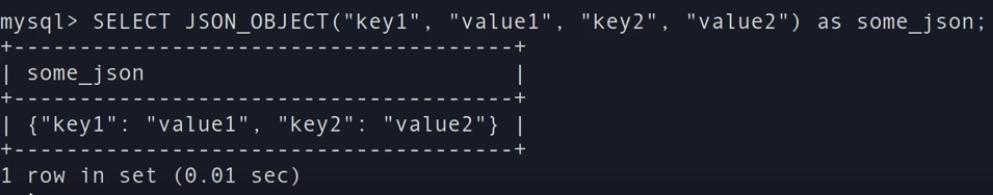 mysql> SELECT JSON_OBJECT("key1", "value1", "key2", "value2") as some_json;
+---------------------------------------+
| some_json                             |
+---------------------------------------+
| {"key1": "value1", "key2": "value2"} |
+---------------------------------------+
1 row in set (0.01 sec)